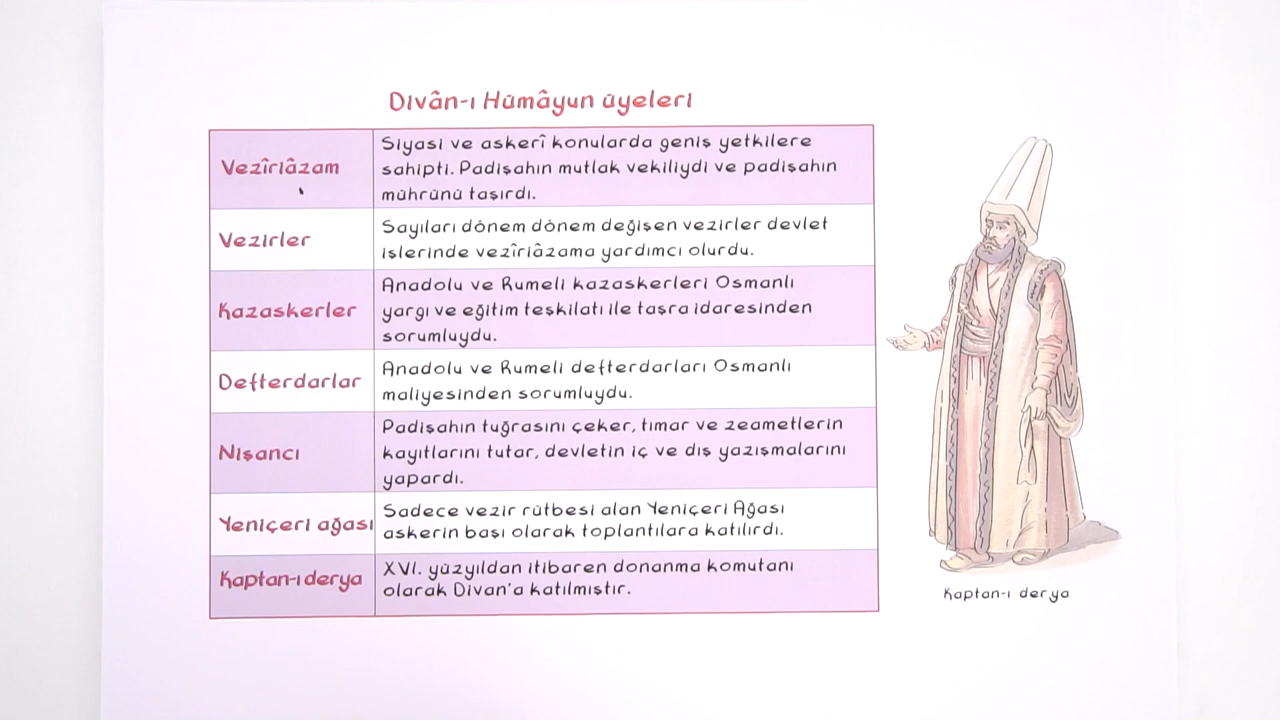 Divân-ı Hümâyun üyeleri
Vezîriâzam
Siyasi ve askerî konularda geniş yetkilere
sahipti. Padişahın mutlak vekiliydi ve padişahın
mührünü taşırdı.
Vezirler
Sayıları dönem dönem değişen vezirler devlet
işlerinde vezîriâzama yardımcı olurdu.
Kazaskerler
Anadolu ve Rumeli kazaskerleri Osmanlı
yargı ve eğitim teşkilatı ile taşra idaresinden
sorumluydu.
Defterdarlar
Anadolu ve Rumeli defterdarları Osmanlı
maliyesinden sorumluydu.
Nişancı
Padişahın tuğrasını çeker, tımar ve zeametlerin
kayıtlarını tutar, devletin iç ve dış yazışmalarını
yapardı.
Yeniçeri ağası
Sadece vezir rütbesi alan Yeniçeri Ağası
askerin başı olarak toplantılara katılırdı.
Kaptan-ı derya
XVI. yüzyıldan itibaren donanma komutanı
olarak Divan'a katılmıştır.
Kaptan-ı derya